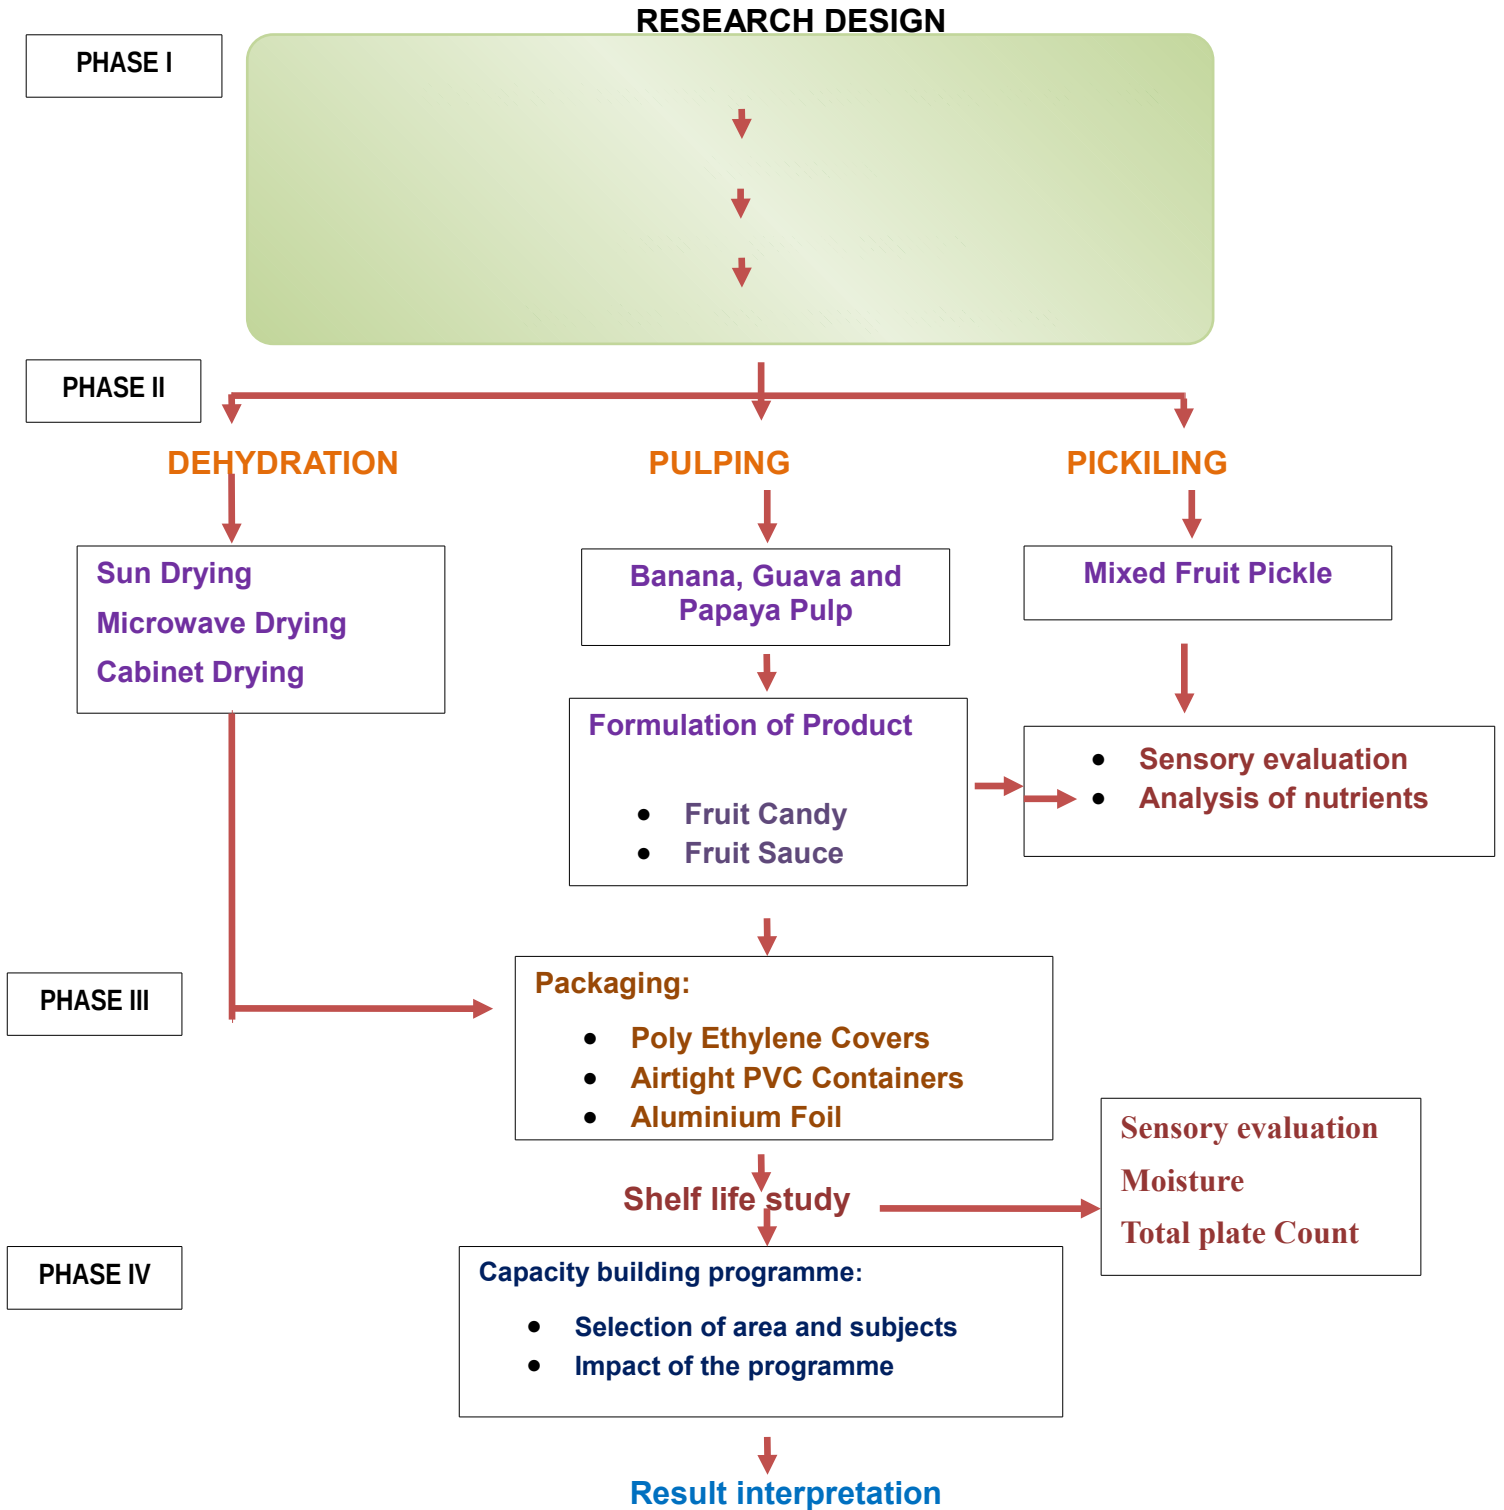 RESEARCH DESIGN
PHASE I
PHASE II
DEHYDRATION
PULPING
PICKILING
Sun Drying
Microwave Drying
Cabinet Drying
Banana, Guava and
Papaya Pulp
Mixed Fruit Pickle
Formulation of Product
• Fruit Candy
• Fruit Sauce
• Sensory evaluation
• Analysis of nutrients
PHASE III
Packaging:
• Poly Ethylene Covers
• Airtight PVC Containers
• Aluminium Foil
Shelf life study
Sensory evaluation
Moisture
Total plate Count
PHASE IV
Capacity building programme:
• Selection of area and subjects
• Impact of the programme
Result interpretation